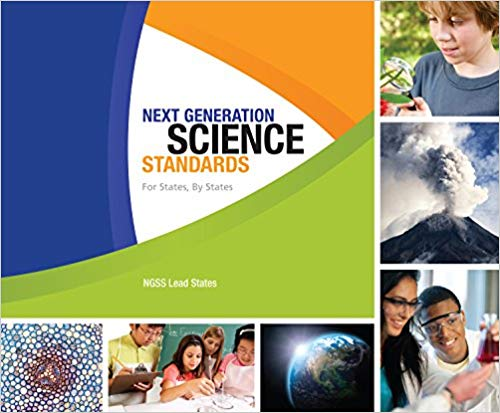 NEXT GENERATION
SCIENCE
STANDARDS
For States, By States
NGSS Lead States